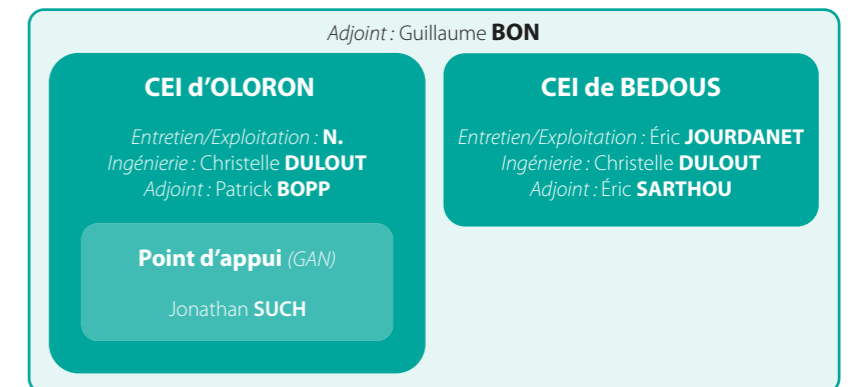 Adjoint : Guillaume BON
CEI d’OLORON
Entretien/Exploitation : N.
Ingénierie : Christelle DULOUT
Adjoint : Patrick BOPP
Point d’appui (GAN)
Jonathan SUCH
CEI de BEDOUS
Entretien/Exploitation : Éric JOURDANET
Ingénierie : Christelle DULOUT
Adjoint : Éric SARTHOU